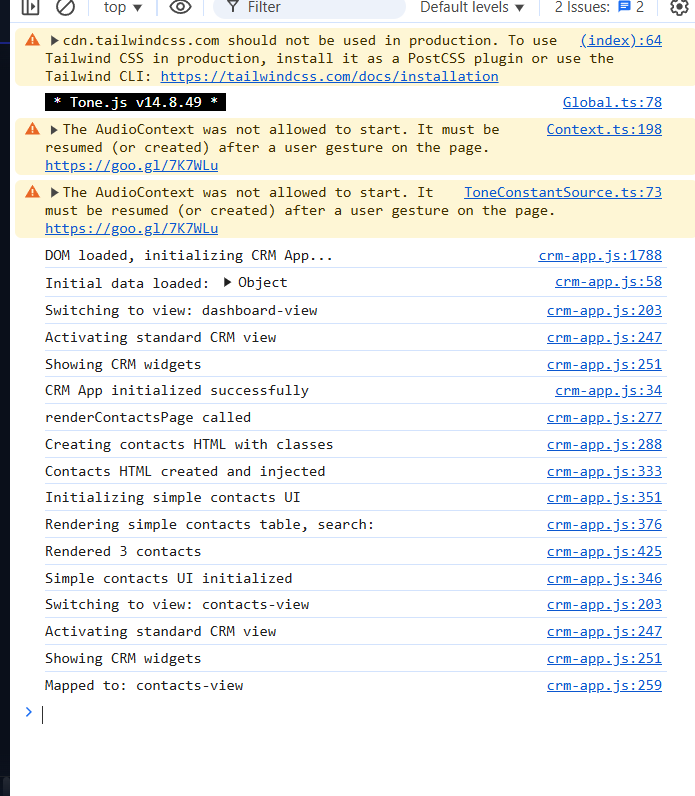 top ▼ Filter Default levels ▼ 2 Issues: 2
▶cdn.tailwindcss.com should not be used in production. To use (index):64
Tailwind CSS in production, install it as a PostCSS plugin or use the
Tailwind CLI: https://tailwindcss.com/docs/installation
* Tone.js v14.8.49 * Global.ts:78
▶The AudioContext was not allowed to start. It must be Context.ts:198
resumed (or created) after a user gesture on the page.
https://goo.gl/7K7WLu
▶The AudioContext was not allowed to start. It ToneConstantSource.ts:73
must be resumed (or created) after a user gesture on the page.
https://goo.gl/7K7WLu
DOM loaded, initializing CRM App... crm-app.js:1788
Initial data loaded: ▶ Object crm-app.js:58
Switching to view: dashboard-view crm-app.js:203
Activating standard CRM view crm-app.js:247
Showing CRM widgets crm-app.js:251
CRM App initialized successfully crm-app.js:34
renderContactsPage called crm-app.js:277
Creating contacts HTML with classes crm-app.js:288
Contacts HTML created and injected crm-app.js:333
Initializing simple contacts UI crm-app.js:351
Rendering simple contacts table, search: crm-app.js:376
Rendered 3 contacts crm-app.js:425
Simple contacts UI initialized crm-app.js:346
Switching to view: contacts-view crm-app.js:203
Activating standard CRM view crm-app.js:247
Showing CRM widgets crm-app.js:251
Mapped to: contacts-view crm-app.js:259
>